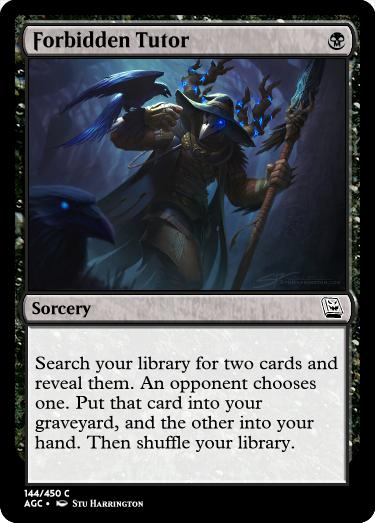 Forbidden Tutor
Sorcery
Search your library for two cards and
reveal them. An opponent chooses
one. Put that card into your
graveyard, and the other into your
hand. Then shuffle your library.
144/450 C
AGC • Stu Harrington